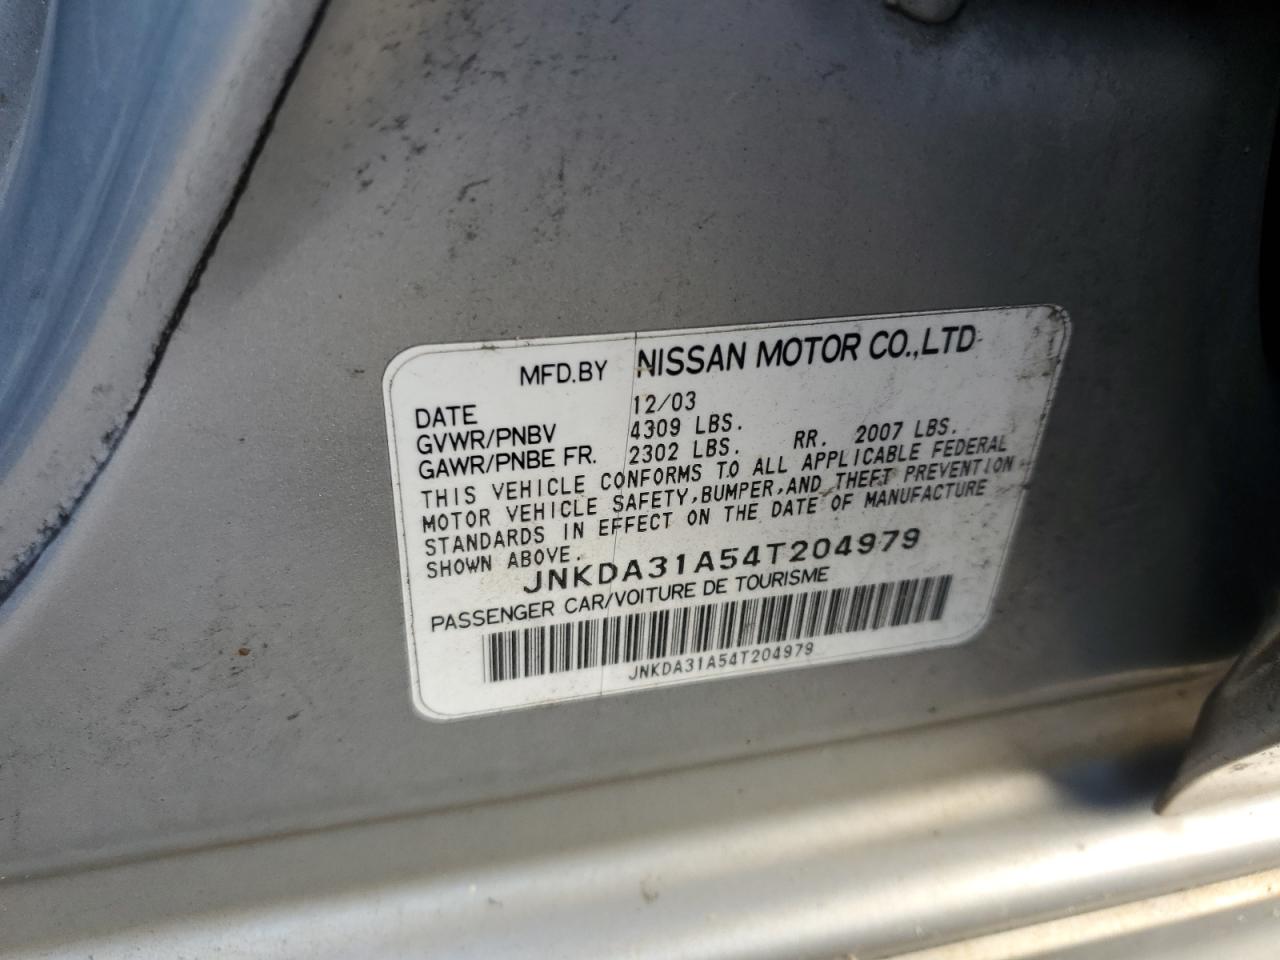 MFD.BY NISSAN MOTOR CO.,LTD
DATE 12/03
GVWR/PNBV 4309 LBS.
GAWR/PNBE FR. 2302 LBS. RR. 2007 LBS.
THIS VEHICLE CONFORMS TO ALL APPLICABLE FEDERAL
MOTOR VEHICLE SAFETY,BUMPER,AND THEFT PREVENTION
STANDARDS IN EFFECT ON THE DATE OF MANUFACTURE
SHOWN ABOVE.
JNKDA31A54T204979
PASSENGER CAR/VOITURE DE TOURISME
JNKDA31A54T204979